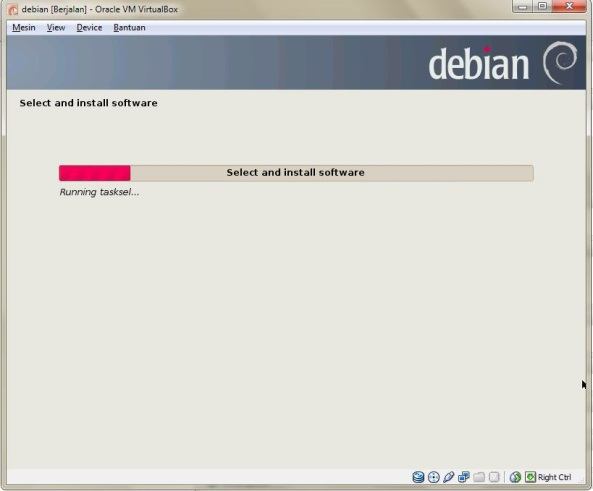 debian [Berjalan] - Oracle VM VirtualBox
Mesin View Device Bantuan
debian
Select and install software
Select and install software
Running tasksel...
Right Ctrl